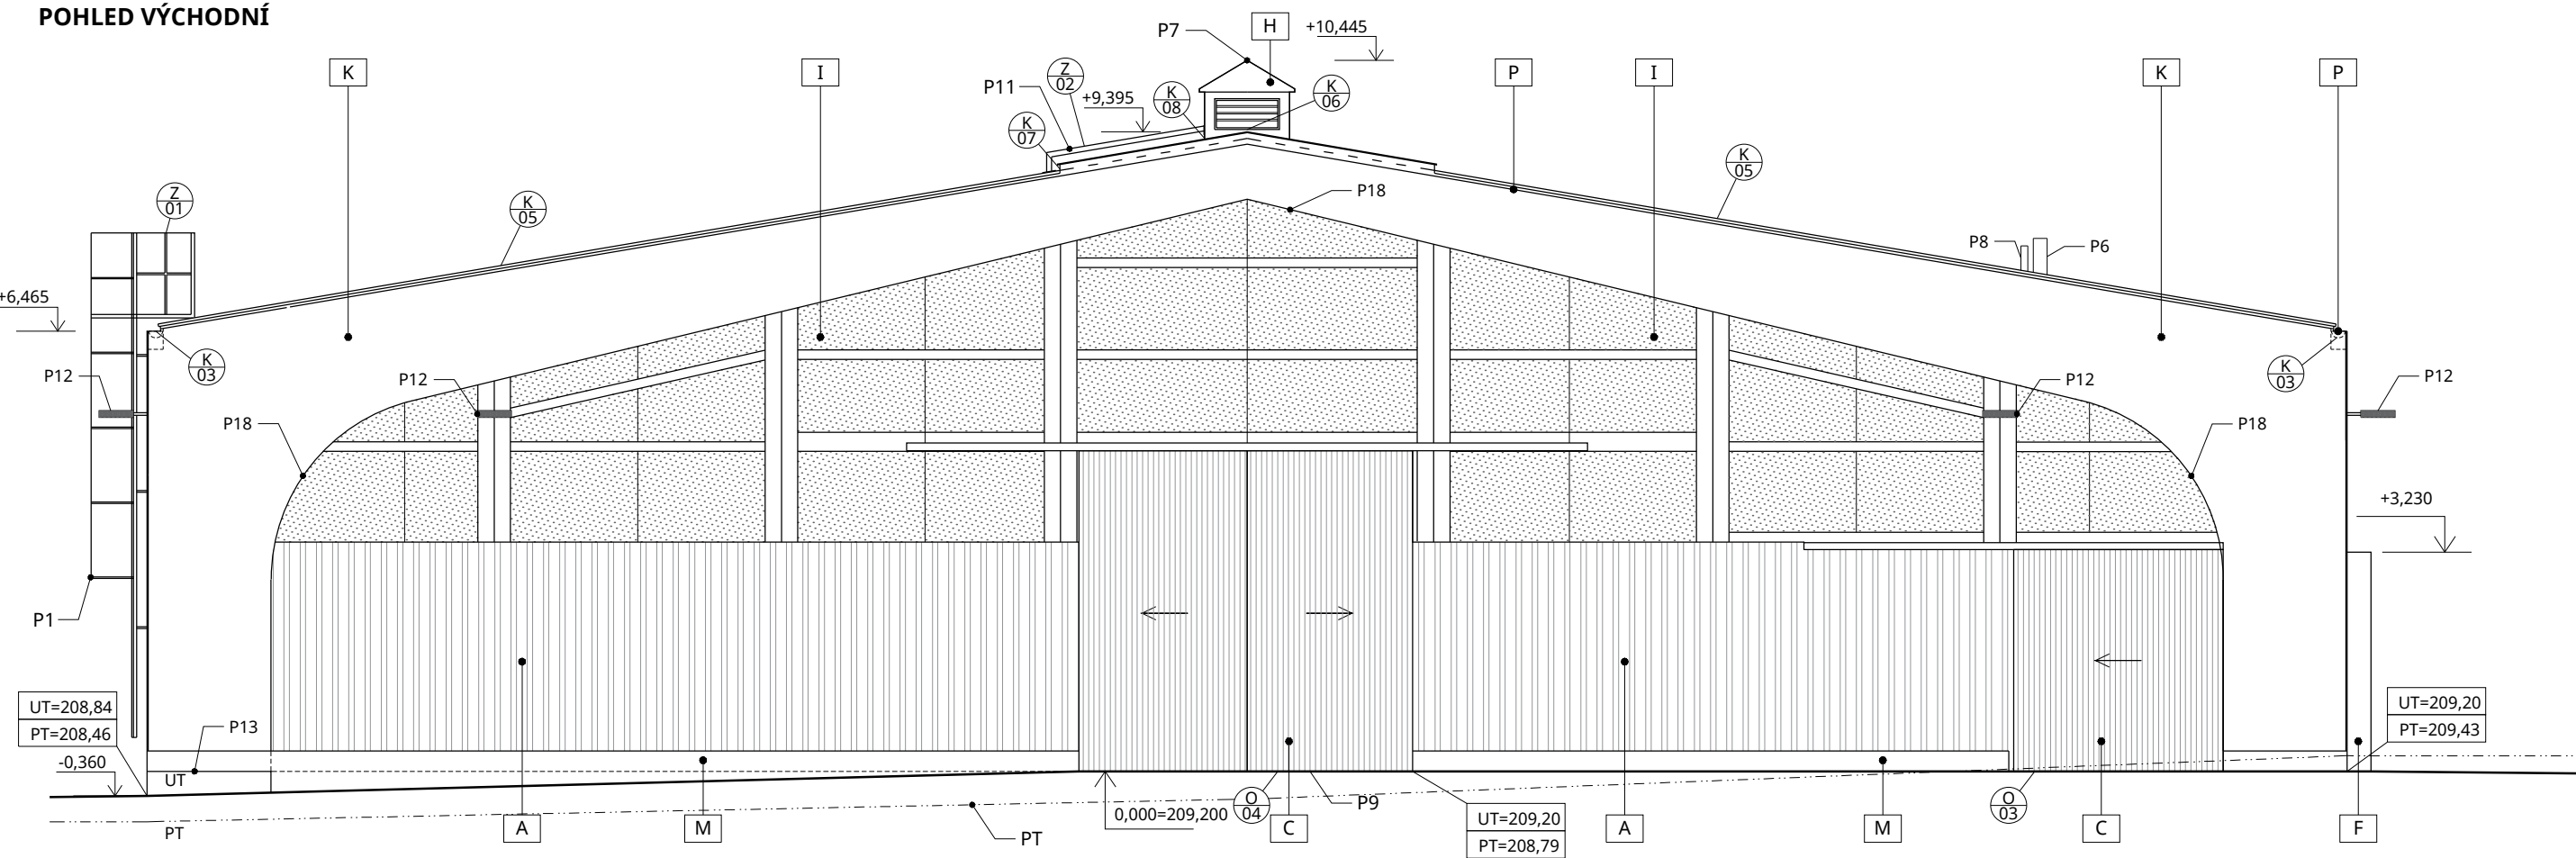 POHLED VÝCHODNÍ
P7
H
+10,445
K
I
P11
Z
02
+9,395
K
08
K
06
P
I
K
P
K
07
K
05
Z
01
K
05
P18
P8
P6
+6,465
K
03
P12
P12
P12
K
03
P12
P18
P18
+3,230
P1
UT=208,84
PT=208,46
P13
UT=209,20
PT=209,43
-0,360
UT
PT
A
M
PT
0,000=209,200
O
04
C
P9
UT=209,20
PT=208,79
A
M
O
03
C
F